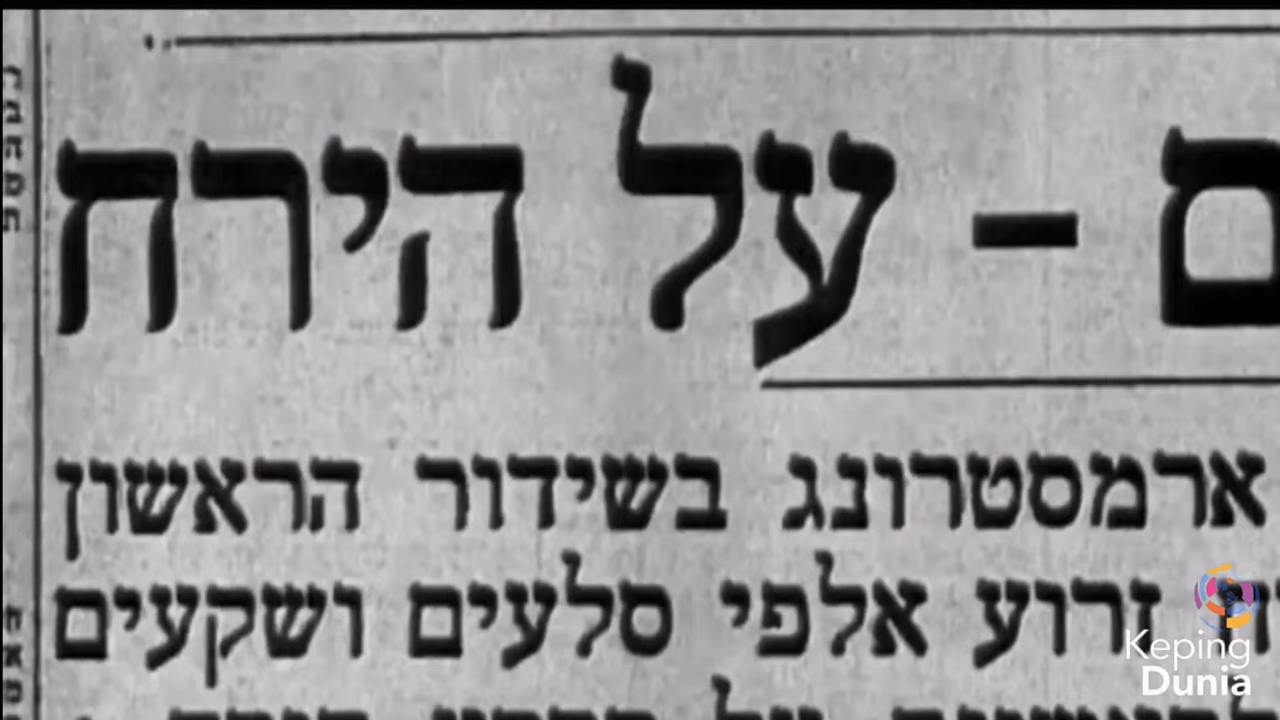 ם - על הירח
ארמסטרונג בשידור הראשון
זרוע אלפי סלעים ושקעים
Keping
Dunia